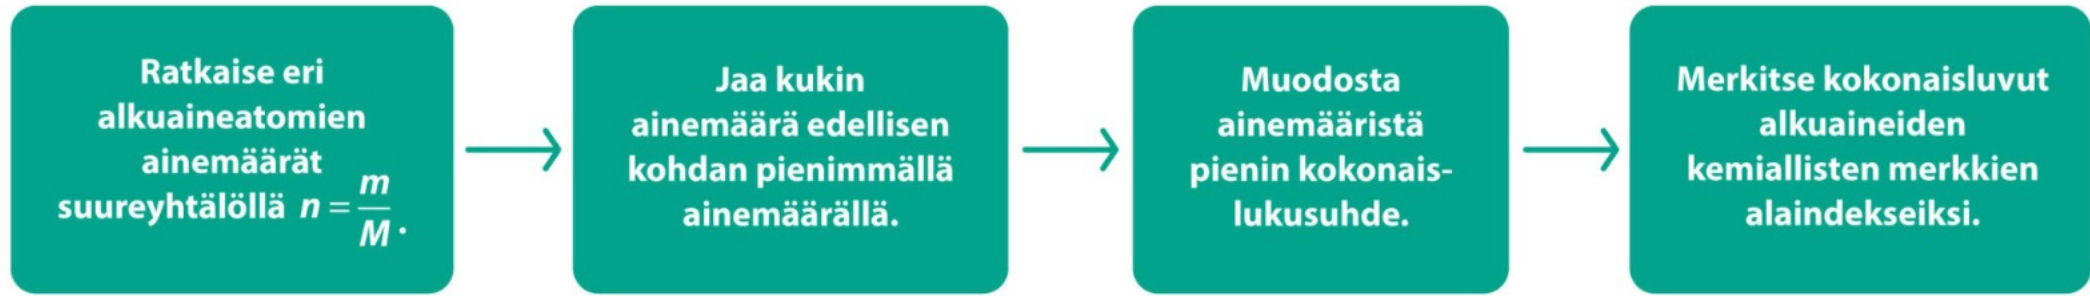 Ratkaise eri
alkuaineatomien
ainemäärät
suureyhtälöllä n = m/M.
Jaa kukin
ainemäärä edellisen
kohdan pienimmällä
ainemäärällä.
Muodosta
ainemääristä
pienin kokonais-
lukusuhde.
Merkitse kokonaisluvut
alkuaineiden
kemiallisten merkkien
alaindekseiksi.